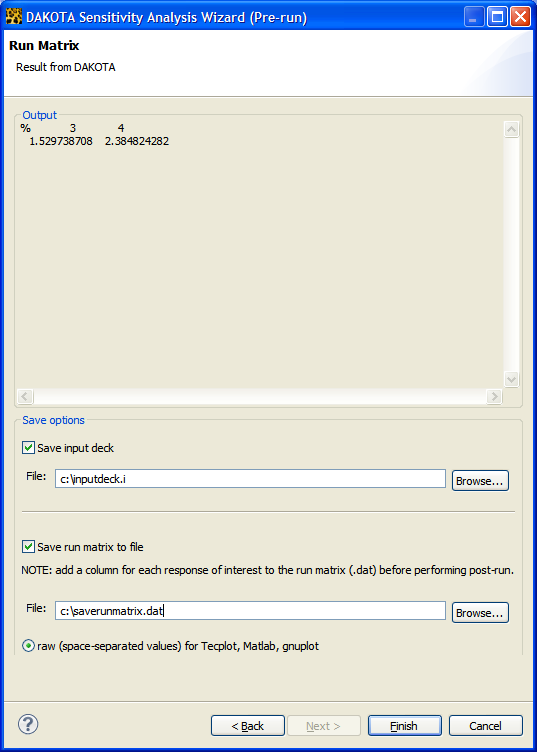 DAKOTA Sensitivity Analysis Wizard (Pre-run)
Run Matrix
Result from DAKOTA
Output
% 3 4
1.529738708 2.384824282
Save options
Save input deck
File: c:\inputdeck.i Browse...
Save run matrix to file
NOTE: add a column for each response of interest to the run matrix (.dat) before performing post-run.
File: c:\saverunmatrix.dat Browse...
raw (space-separated values) for Tecplot, Matlab, gnuplot
? < Back Next > Finish Cancel